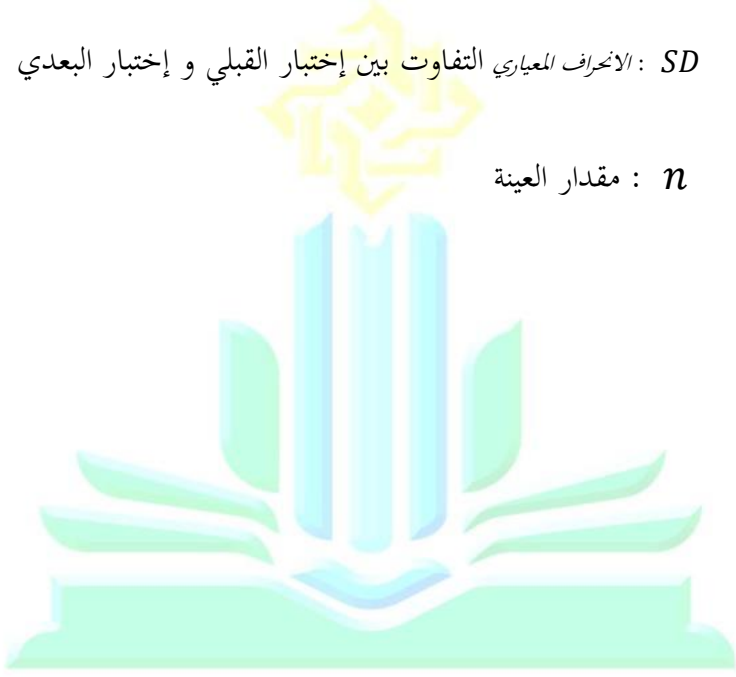 SD : الانحراف المعياري التفاوت بين إختبار القبلي و إختبار البعدي
n : مقدار العينة